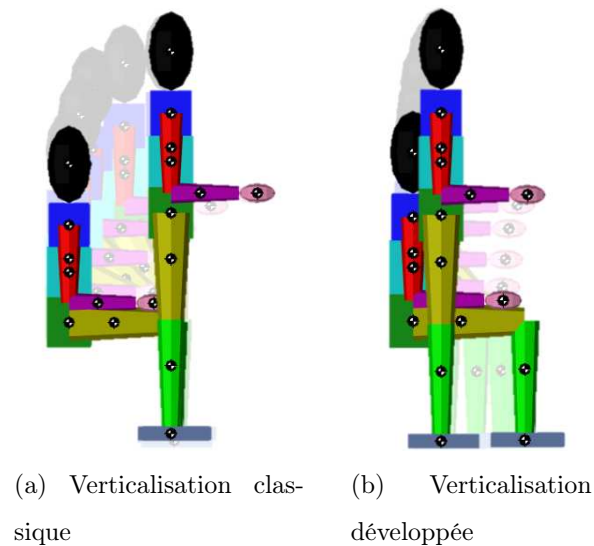 (a) Verticalisation clas-
sique
(b) Verticalisation
développée